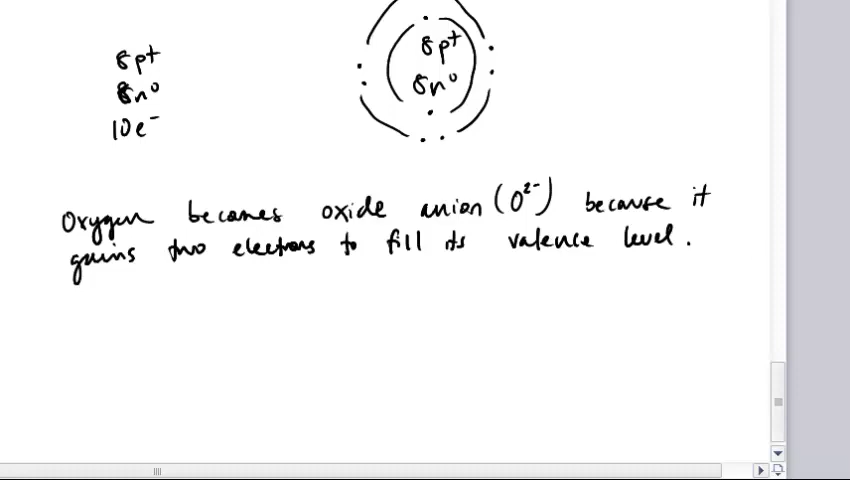 8p⁺
8p⁺
8n⁰
8n⁰
10e⁻
Oxygen becomes oxide anion (O²⁻) because it
gains two electrons to fill its valence level.